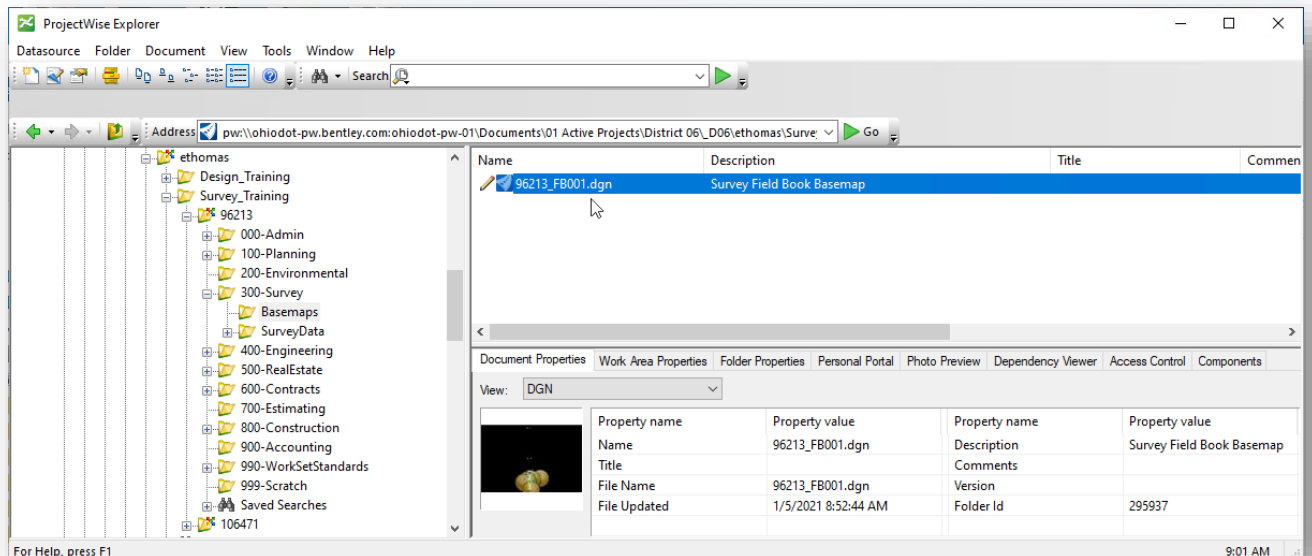 ProjectWise Explorer
Datasource Folder Document View Tools Window Help
Search
Address pw:\\ohiodot-pw.bentley.com:ohiodot-pw-01\Documents\01 Active Projects\District 06\_D06\ethomas\Survey Go
ethomas
Design_Training
Survey_Training
96213
000-Admin
100-Planning
200-Environmental
300-Survey
Basemaps
SurveyData
400-Engineering
500-RealEstate
600-Contracts
700-Estimating
800-Construction
900-Accounting
990-WorkSetStandards
999-Scratch
Saved Searches
106471
Name Description Title Commen
96213_FB001.dgn Survey Field Book Basemap
Document Properties Work Area Properties Folder Properties Personal Portal Photo Preview Dependency Viewer Access Control Components
View: DGN
Property name Property value Property name Property value
Name 96213_FB001.dgn Description Survey Field Book Basemap
Title Comments
File Name 96213_FB001.dgn Version
File Updated 1/5/2021 8:52:44 AM Folder Id 295937
For Help, press F1 9:01 AM